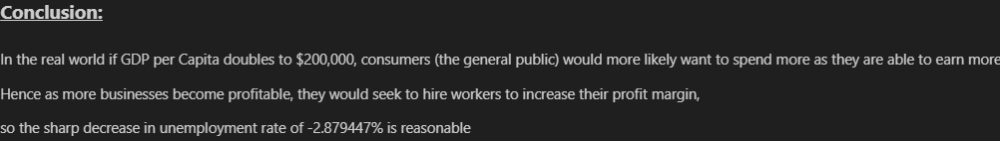 Conclusion:
In the real world if GDP per Capita doubles to $200,000, consumers (the general public) would more likely want to spend more as they are able to earn more
Hence as more businesses become profitable, they would seek to hire workers to increase their profit margin,
so the sharp decrease in unemployment rate of -2.879447% is reasonable